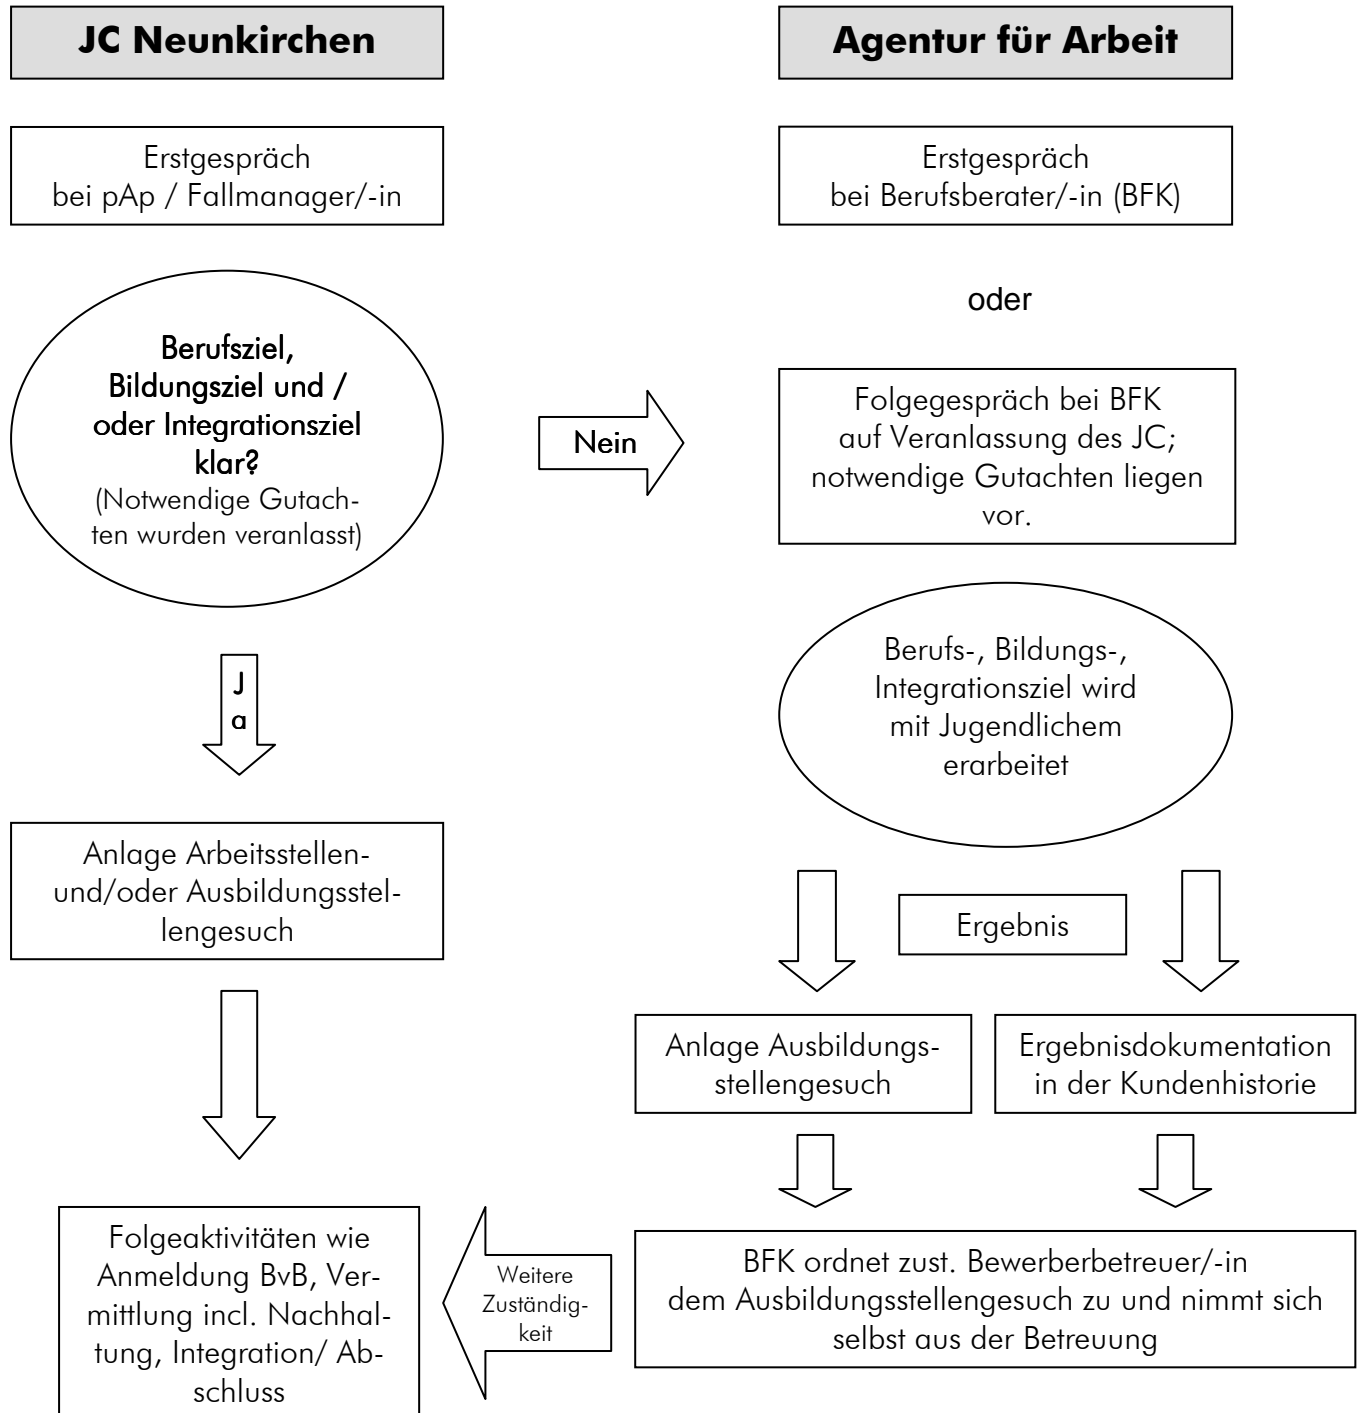 JC Neunkirchen
Agentur für Arbeit
Erstgespräch
bei pAp / Fallmanager/-in
Erstgespräch
bei Berufsberater/-in (BFK)
oder
Berufsziel,
Bildungsziel und /
oder Integrationsziel
klar?
(Notwendige Gutach-
ten wurden veranlasst)
Nein
Folgegespräch bei BFK
auf Veranlassung des JC;
notwendige Gutachten liegen
vor.
Berufs-, Bildungs-,
Integrationsziel wird
mit Jugendlichem
erarbeitet
J
a
Anlage Arbeitsstellen-
und/oder Ausbildungsstel-
lengesuch
Ergebnis
Anlage Ausbildungs-
stellengesuch
Ergebnisdokumentation
in der Kundenhistorie
BFK ordnet zust. Bewerberbetreuer/-in
dem Ausbildungsstellengesuch zu und nimmt sich
selbst aus der Betreuung
Weitere
Zuständig-
keit
Folgeaktivitäten wie
Anmeldung BvB, Ver-
mittlung incl. Nachhal-
tung, Integration/ Ab-
schluss